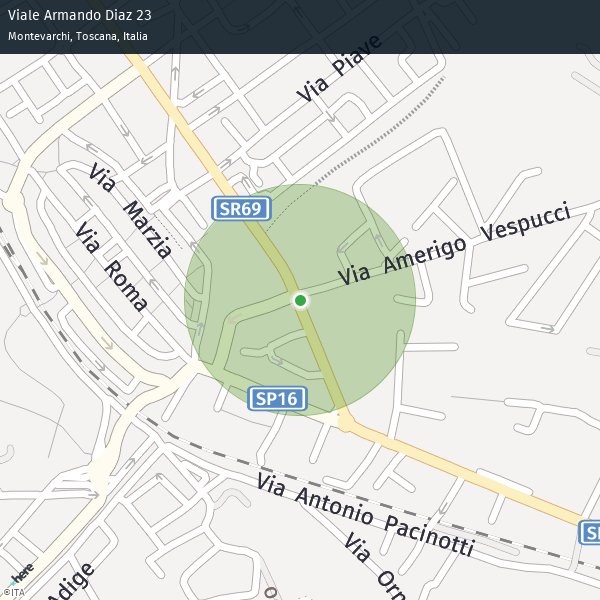 Viale Armando Diaz 23
Montevarchi, Toscana, Italia
Via Piave
Via Marzia
SR69
Via Roma
Via Amerigo Vespucci
SP16
Via Antonio Pacinotti
Via
Adige
here
©ITA